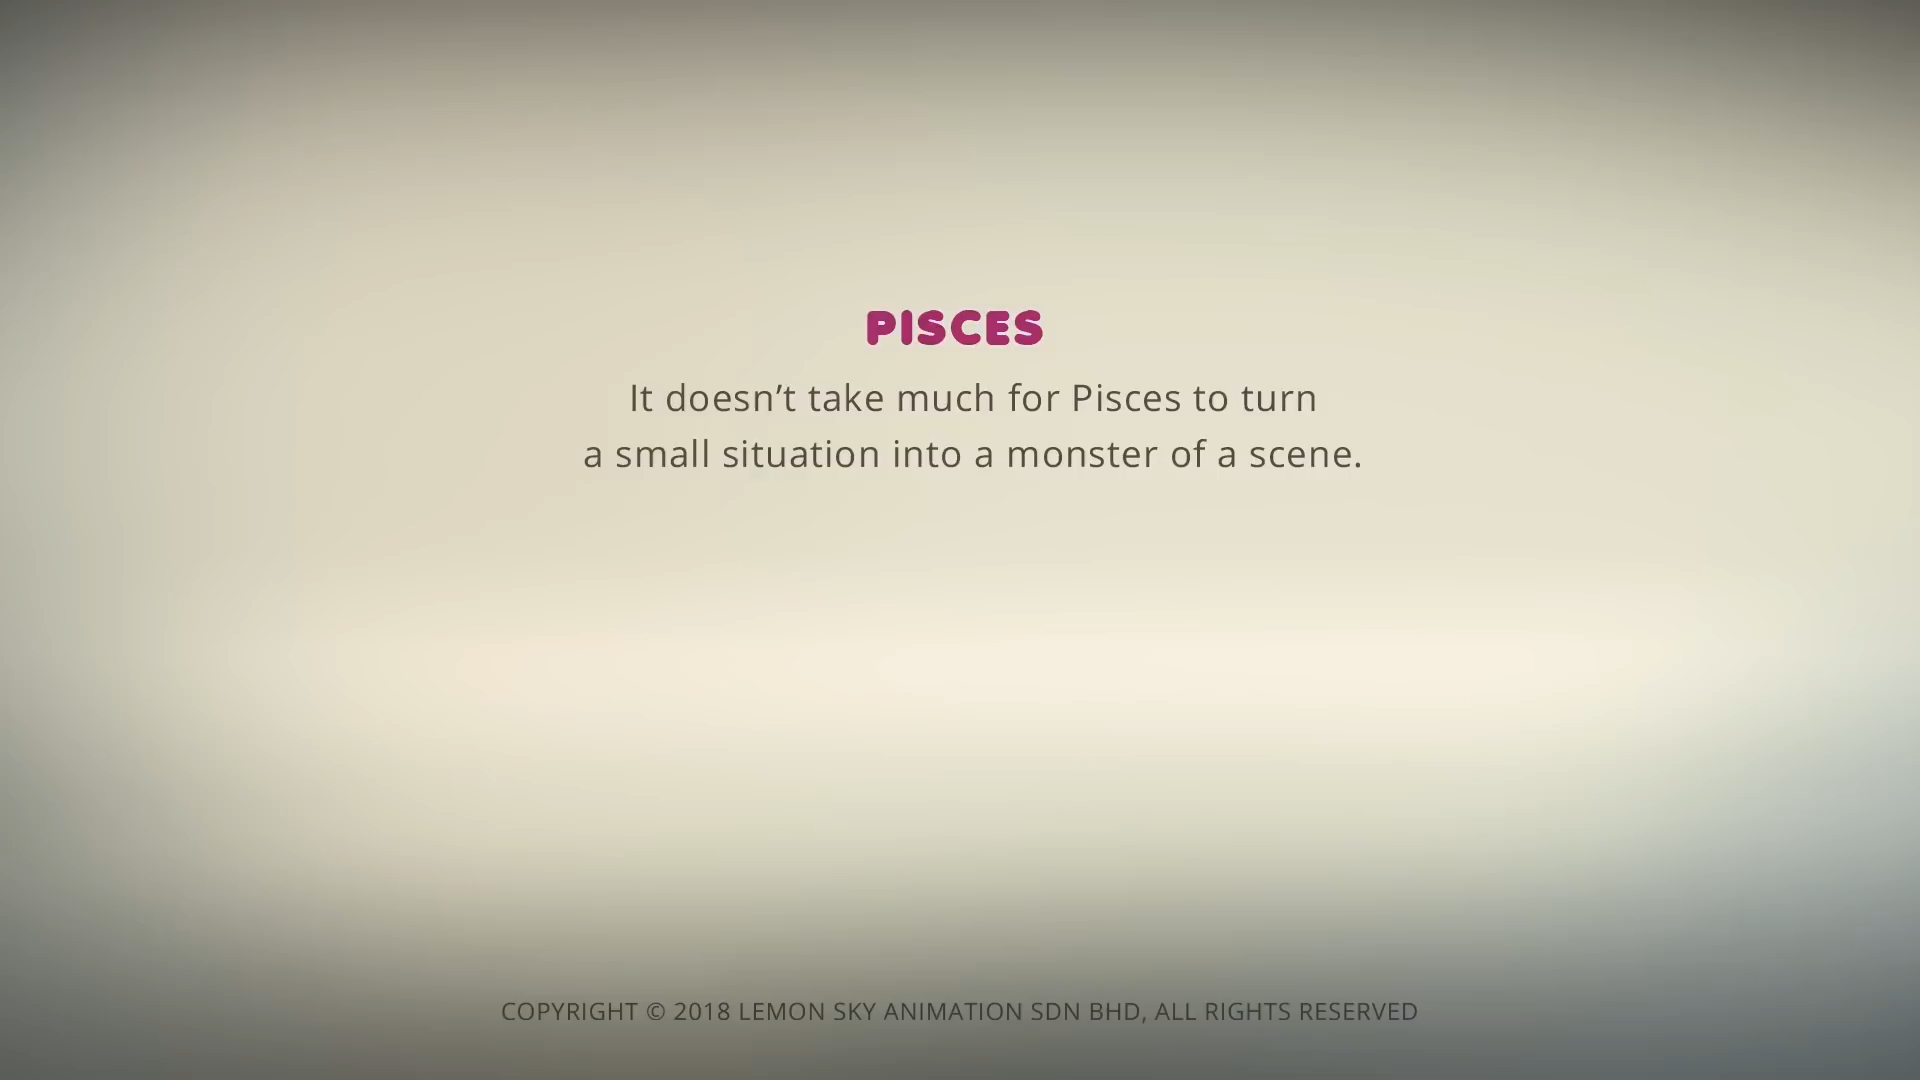 PISCES
It doesn’t take much for Pisces to turn
a small situation into a monster of a scene.
COPYRIGHT © 2018 LEMON SKY ANIMATION SDN BHD, ALL RIGHTS RESERVED